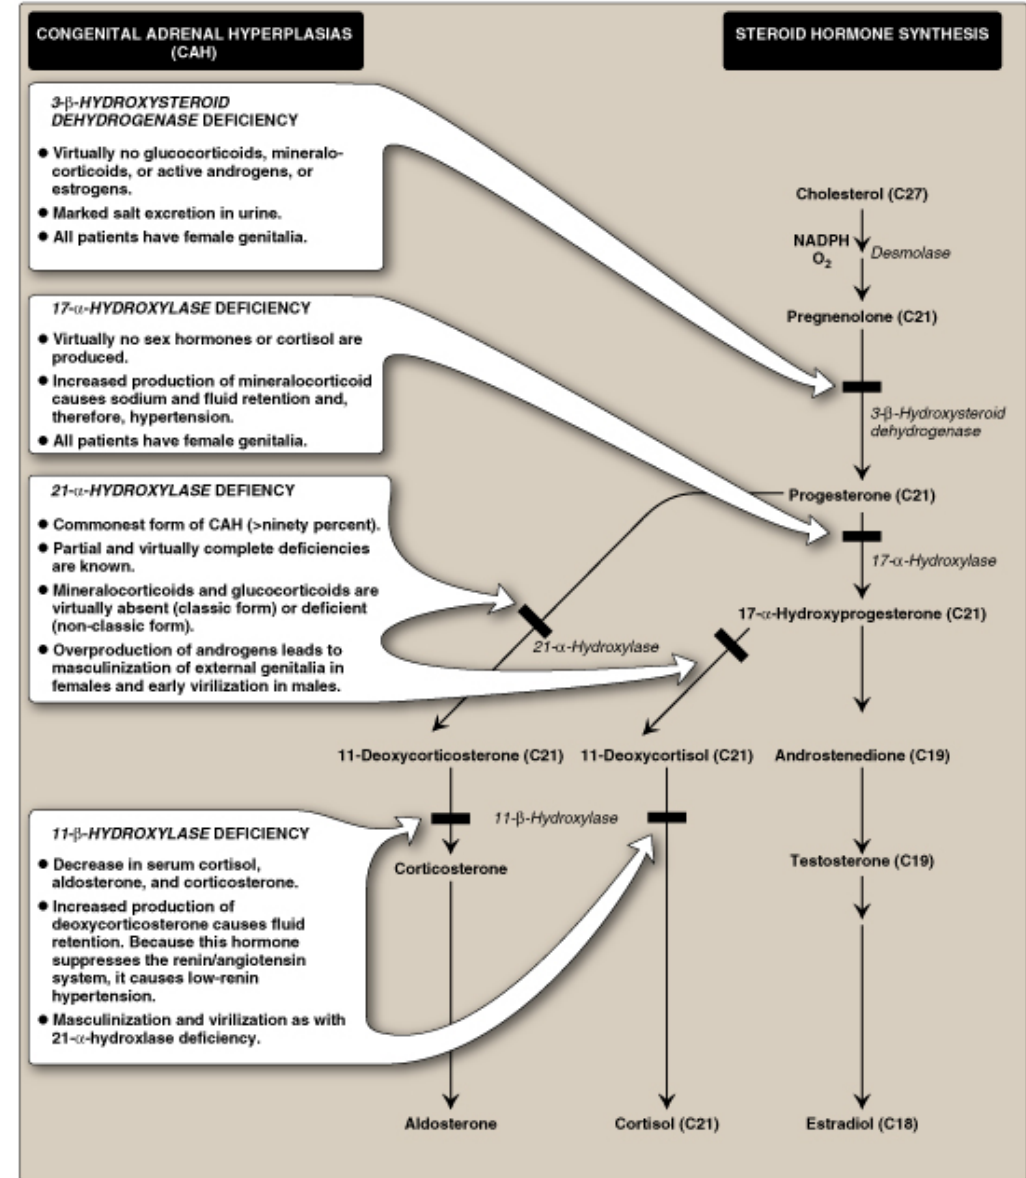 CONGENITAL ADRENAL HYPERPLASIAS
(CAH)
STEROID HORMONE SYNTHESIS
3-β-HYDROXYSTEROID
DEHYDROGENASE DEFICIENCY
● Virtually no glucocorticoids, mineralo-
corticoids, or active androgens, or
estrogens.
● Marked salt excretion in urine.
● All patients have female genitalia.
17-α-HYDROXYLASE DEFICIENCY
● Virtually no sex hormones or cortisol are
produced.
● Increased production of mineralocorticoid
causes sodium and fluid retention and,
therefore, hypertension.
● All patients have female genitalia.
21-α-HYDROXYLASE DEFIENCY
● Commonest form of CAH (>ninety percent).
● Partial and virtually complete deficiencies
are known.
● Mineralocorticoids and glucocorticoids are
virtually absent (classic form) or deficient
(non-classic form).
● Overproduction of androgens leads to
masculinization of external genitalia in
females and early virilization in males.
11-β-HYDROXYLASE DEFICIENCY
● Decrease in serum cortisol,
aldosterone, and corticosterone.
● Increased production of
deoxycorticosterone causes fluid
retention. Because this hormone
suppresses the renin/angiotensin
system, it causes low-renin
hypertension.
● Masculinization and virilization as with
21-α-hydroxlase deficiency.
Cholesterol (C27)
NADPH
O2
Desmolase
Pregnenolone (C21)
3-β-Hydroxysteroid
dehydrogenase
Progesterone (C21)
17-α-Hydroxylase
17-α-Hydroxyprogesterone (C21)
21-α-Hydroxylase
11-Deoxycorticosterone (C21)
11-Deoxycortisol (C21)
Androstenedione (C19)
11-β-Hydroxylase
Corticosterone
Testosterone (C19)
Aldosterone
Cortisol (C21)
Estradiol (C18)